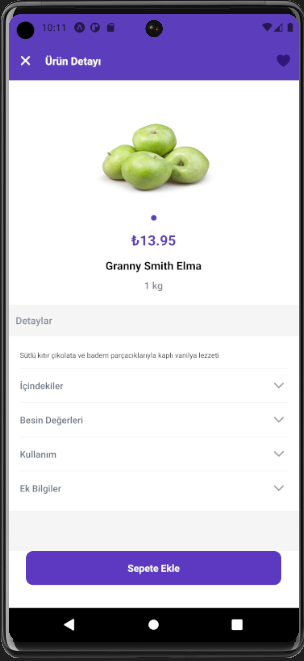 10:11
Ürün Detayı
₺13.95
Granny Smith Elma
1 kg
Detaylar
Sütlü kıtır çikolata ve badem parçacıklarıyla kaplı vanilya lezzeti
İçindekiler
Besin Değerleri
Kullanım
Ek Bilgiler
Sepete Ekle